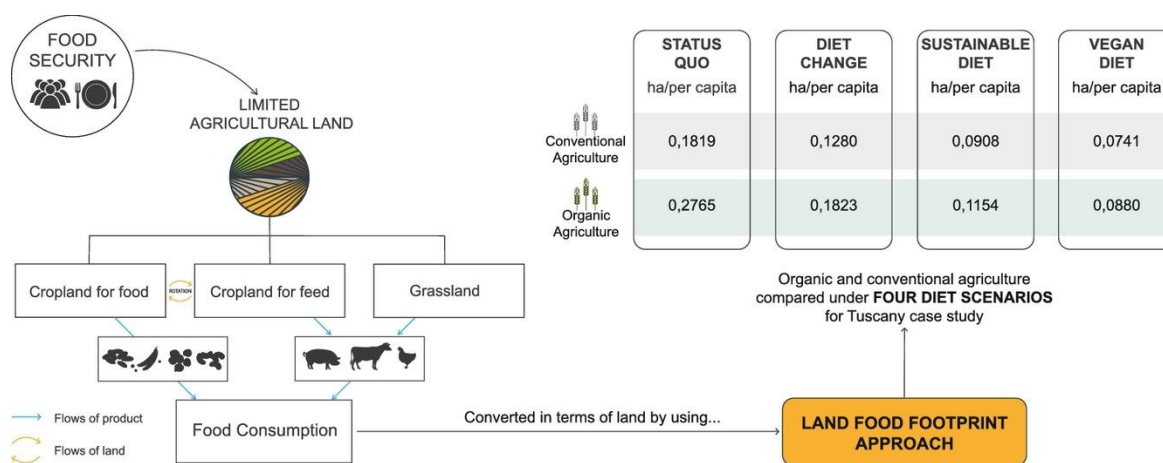 FOOD
SECURITY
LIMITED
AGRICULTURAL LAND
Cropland for food
ROTATION
Cropland for feed
Grassland
Flows of product
Flows of land
Food Consumption
Converted in terms of land by using...
LAND FOOD FOOTPRINT
APPROACH
Organic and conventional agriculture
compared under FOUR DIET SCENARIOS
for Tuscany case study
STATUS
QUO
ha/per capita
DIET
CHANGE
ha/per capita
SUSTAINABLE
DIET
ha/per capita
VEGAN
DIET
ha/per capita
Conventional
Agriculture
0,1819
0,1280
0,0908
0,0741
Organic
Agriculture
0,2765
0,1823
0,1154
0,0880